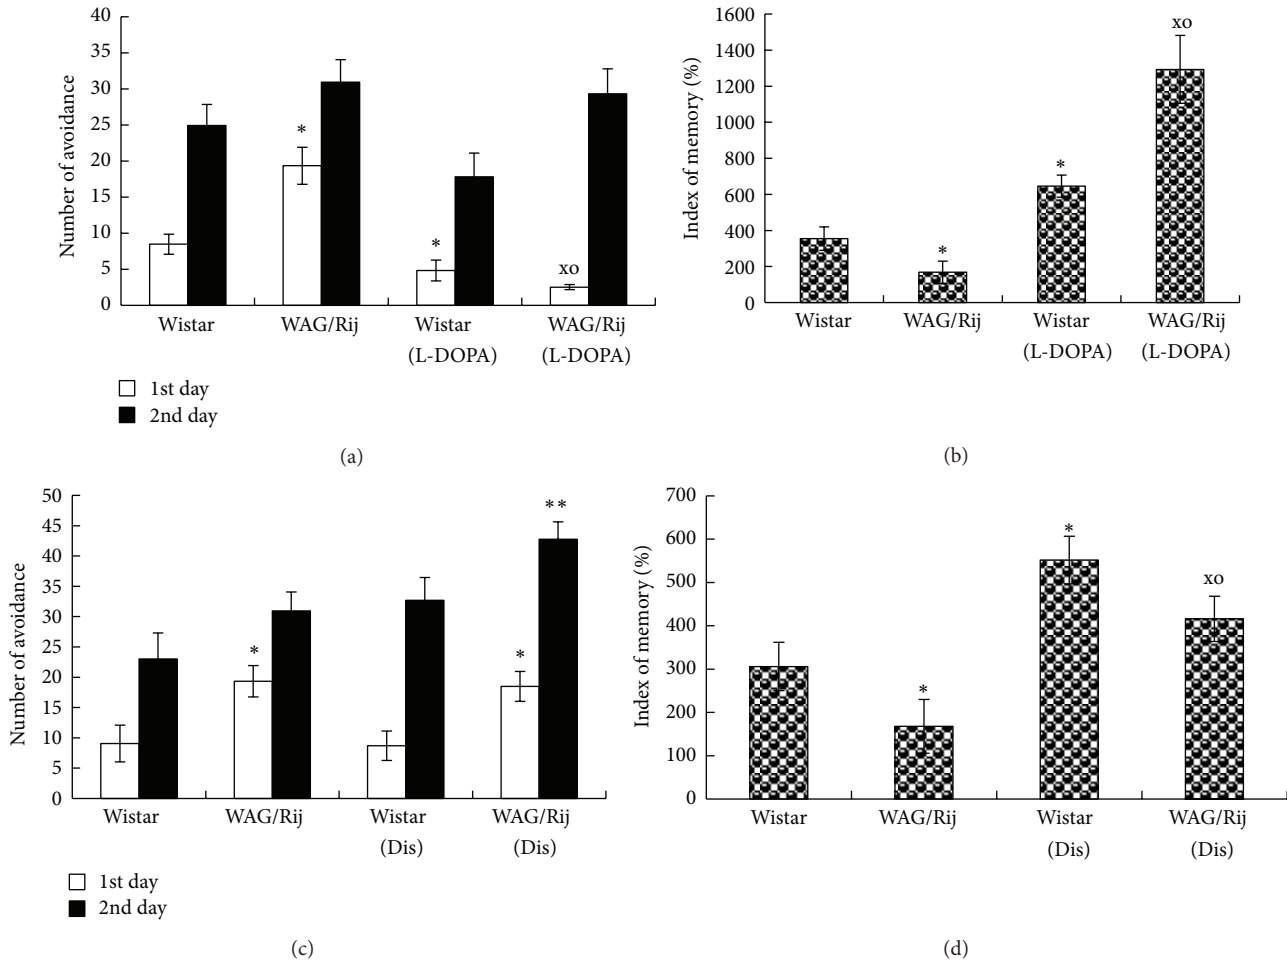 Number of avoidance
40
35
30
25
20
15
10
5
0
*
*
xo
Wistar
WAG/Rij
Wistar
(L-DOPA)
WAG/Rij
(L-DOPA)
1st day
2nd day
(a)
Index of memory (%)
1600
1400
1200
1000
800
600
400
200
0
*
*
xo
Wistar
WAG/Rij
Wistar
(L-DOPA)
WAG/Rij
(L-DOPA)
(b)
Number of avoidance
50
45
40
35
30
25
20
15
10
5
0
*
*
**
Wistar
WAG/Rij
Wistar
(Dis)
WAG/Rij
(Dis)
1st day
2nd day
(c)
Index of memory (%)
700
600
500
400
300
200
100
0
*
*
xo
Wistar
WAG/Rij
Wistar
(Dis)
WAG/Rij
(Dis)
(d)